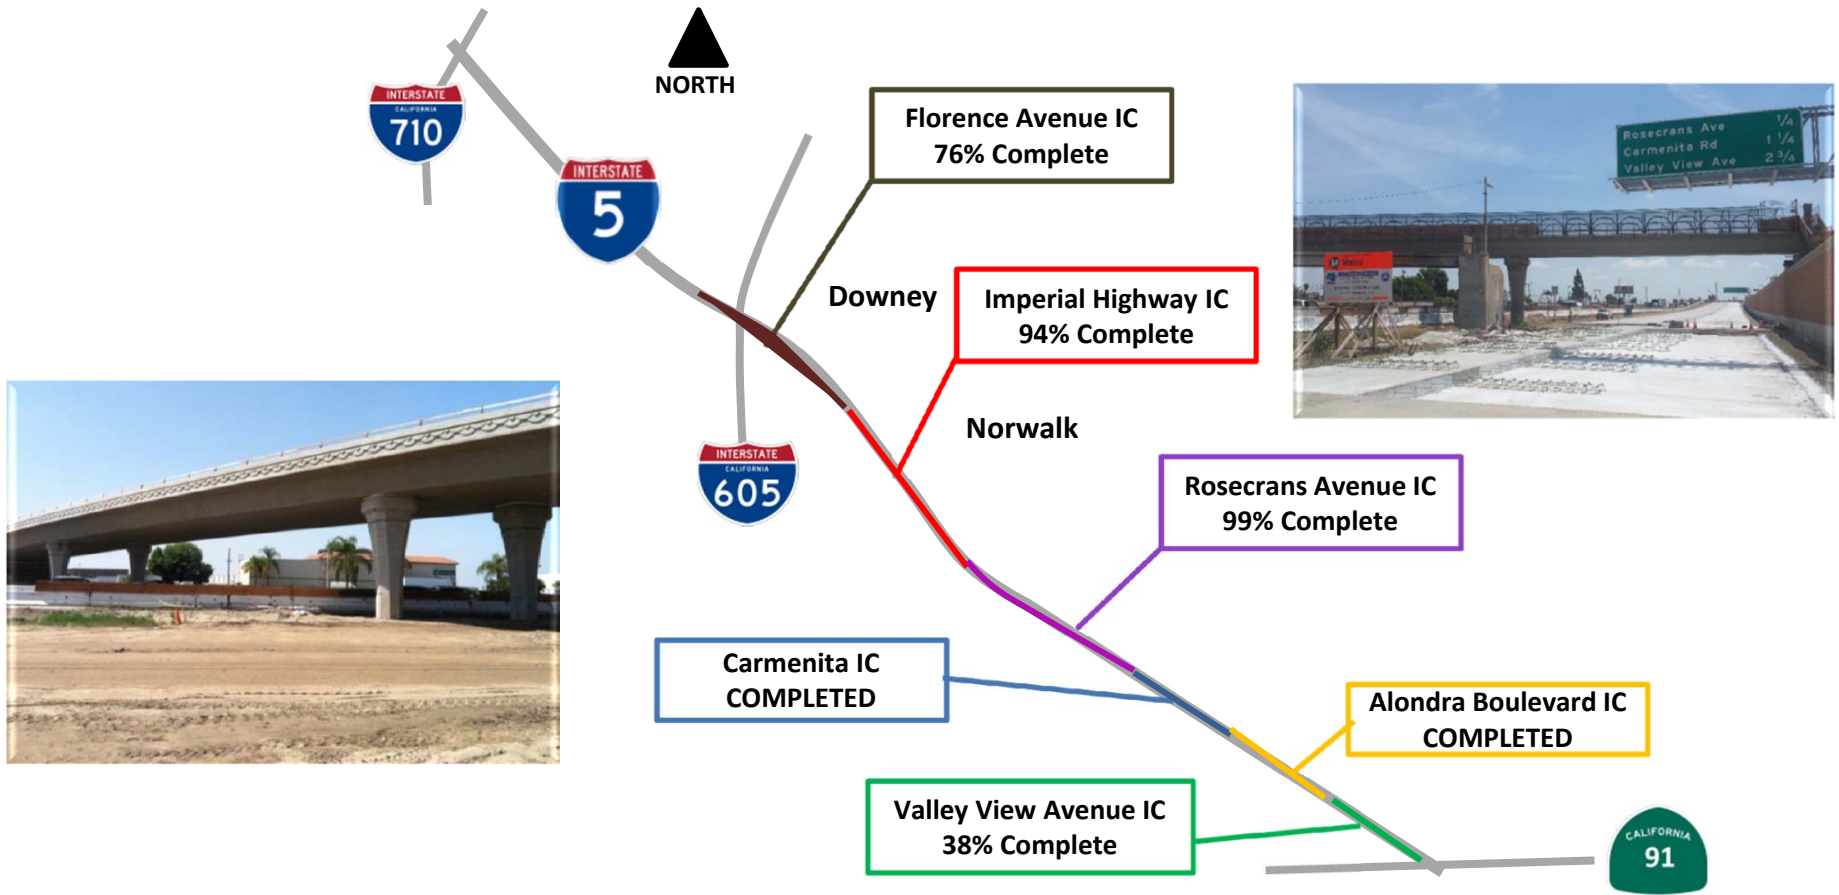 NORTH
INTERSTATE
CALIFORNIA
710
INTERSTATE
5
Florence Avenue IC
76% Complete
Rosecrans Ave 1/4
Carmenita Rd 1 1/4
Valley View Ave 2 3/4
Metro
Downey
Imperial Highway IC
94% Complete
Norwalk
INTERSTATE
CALIFORNIA
605
Rosecrans Avenue IC
99% Complete
Carmenita IC
COMPLETED
Alondra Boulevard IC
COMPLETED
Valley View Avenue IC
38% Complete
CALIFORNIA
91